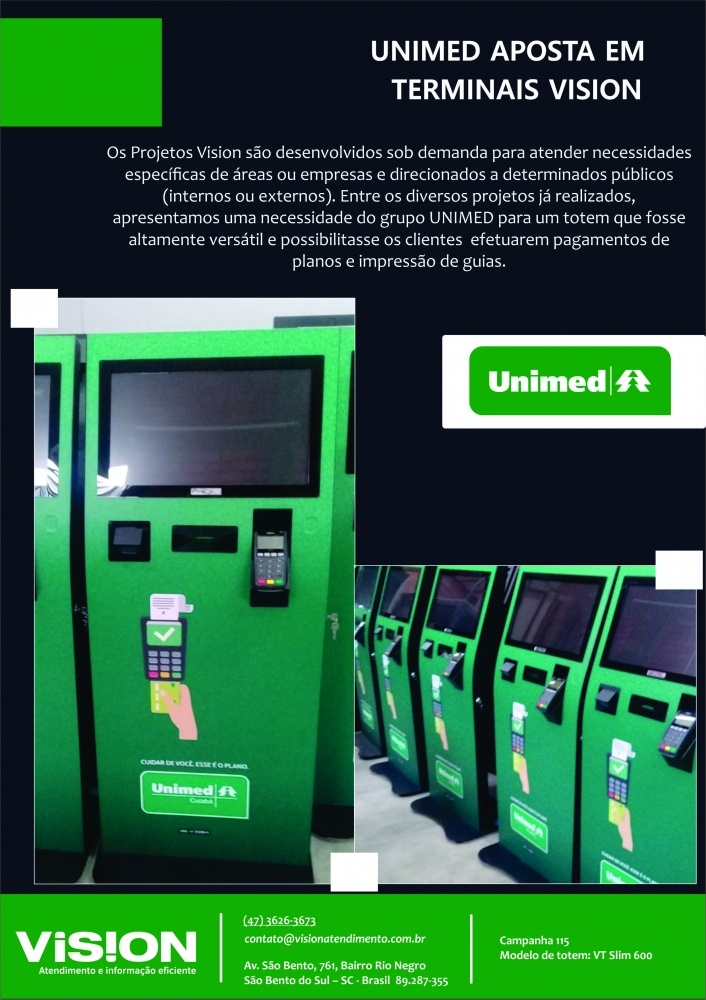 UNIMED APOSTA EM
TERMINAIS VISION
Os Projetos Vision são desenvolvidos sob demanda para atender necessidades
específicas de áreas ou empresas e direcionados a determinados públicos
(internos ou externos). Entre os diversos projetos já realizados,
apresentamos uma necessidade do grupo UNIMED para um totem que fosse
altamente versátil e possibilitasse os clientes efetuarem pagamentos de
planos e impressão de guias.
Unimed
CUIDAR DE VOCÊ. ESSE É O PLANO.
Unimed
Cuiabá
Unimed
Unimed
Unimed
ViS!ON
Atendimento e informação eficiente
(47) 3626-3673
contato@visionatendimento.com.br
Av. São Bento, 761, Bairro Rio Negro
São Bento do Sul – SC - Brasil 89.287-355
Campanha 115
Modelo de totem: VT Slim 600